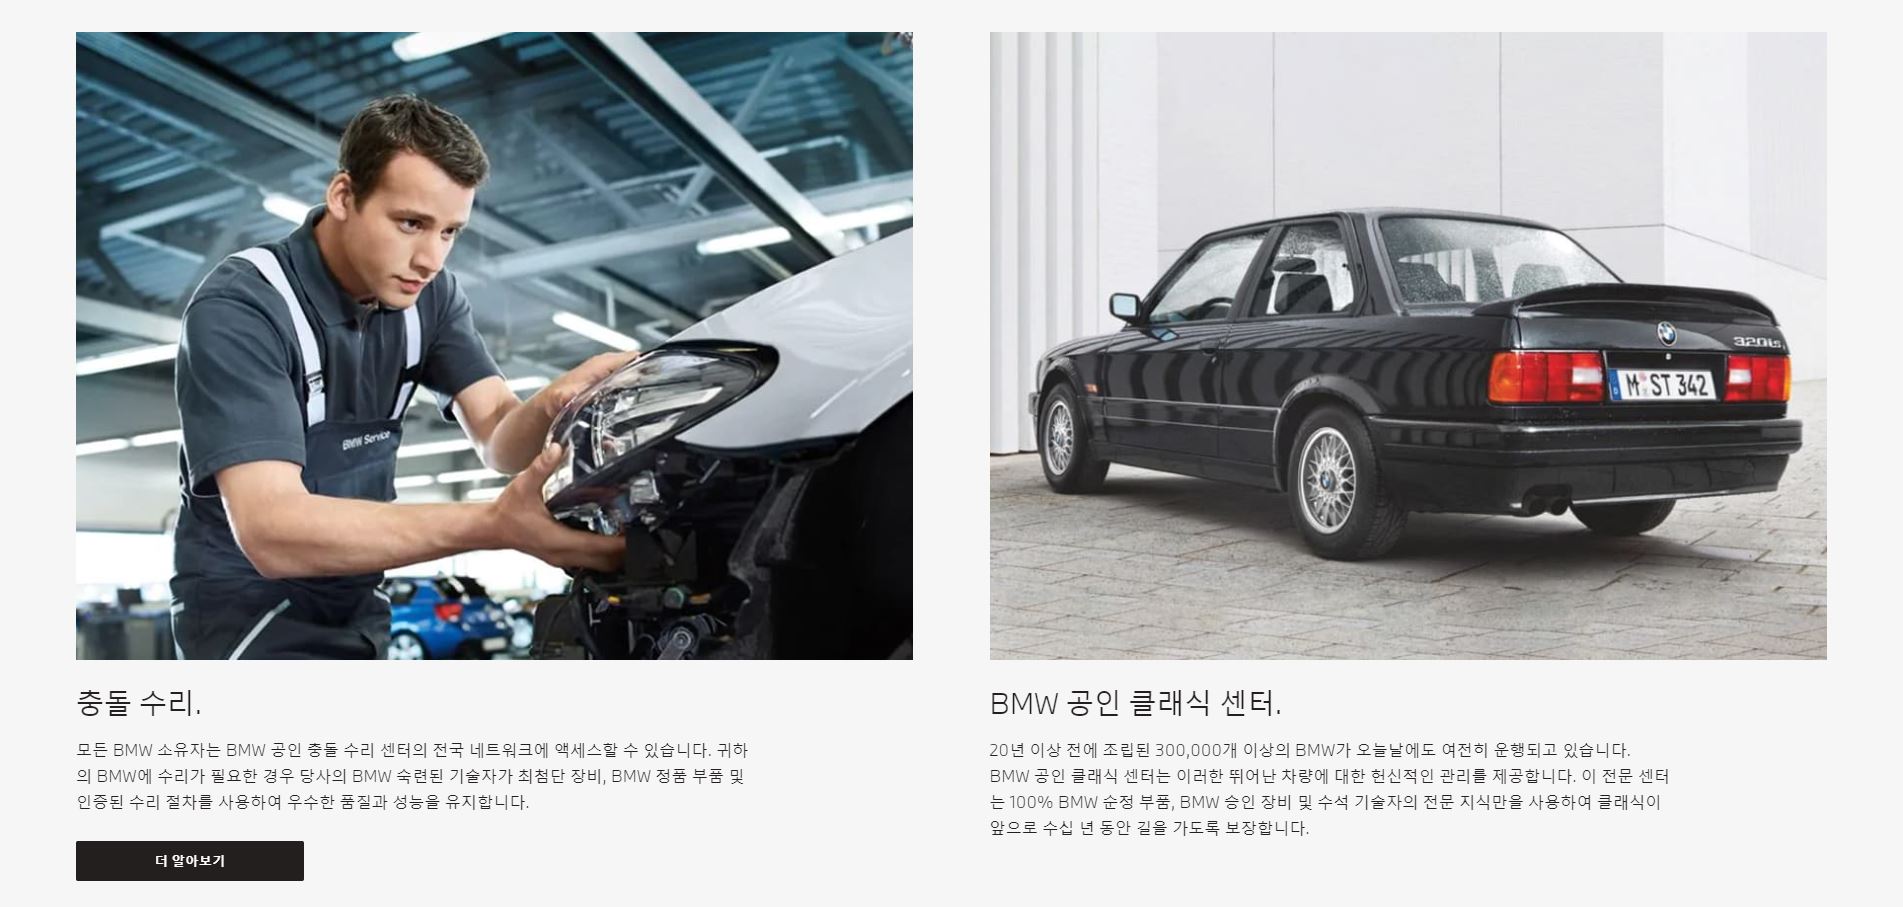 BMW Service
320is
M ST 342
충돌 수리.
모든 BMW 소유자는 BMW 공인 충돌 수리 센터의 전국 네트워크에 액세스할 수 있습니다. 귀하
의 BMW에 수리가 필요한 경우 당사의 BMW 숙련된 기술자가 최첨단 장비, BMW 정품 부품 및
인증된 수리 절차를 사용하여 우수한 품질과 성능을 유지합니다.
더 알아보기
BMW 공인 클래식 센터.
20년 이상 전에 조립된 300,000개 이상의 BMW가 오늘날에도 여전히 운행되고 있습니다.
BMW 공인 클래식 센터는 이러한 뛰어난 차량에 대한 헌신적인 관리를 제공합니다. 이 전문 센터
는 100% BMW 순정 부품, BMW 승인 장비 및 수석 기술자의 전문 지식만을 사용하여 클래식이
앞으로 수십 년 동안 길을 가도록 보장합니다.